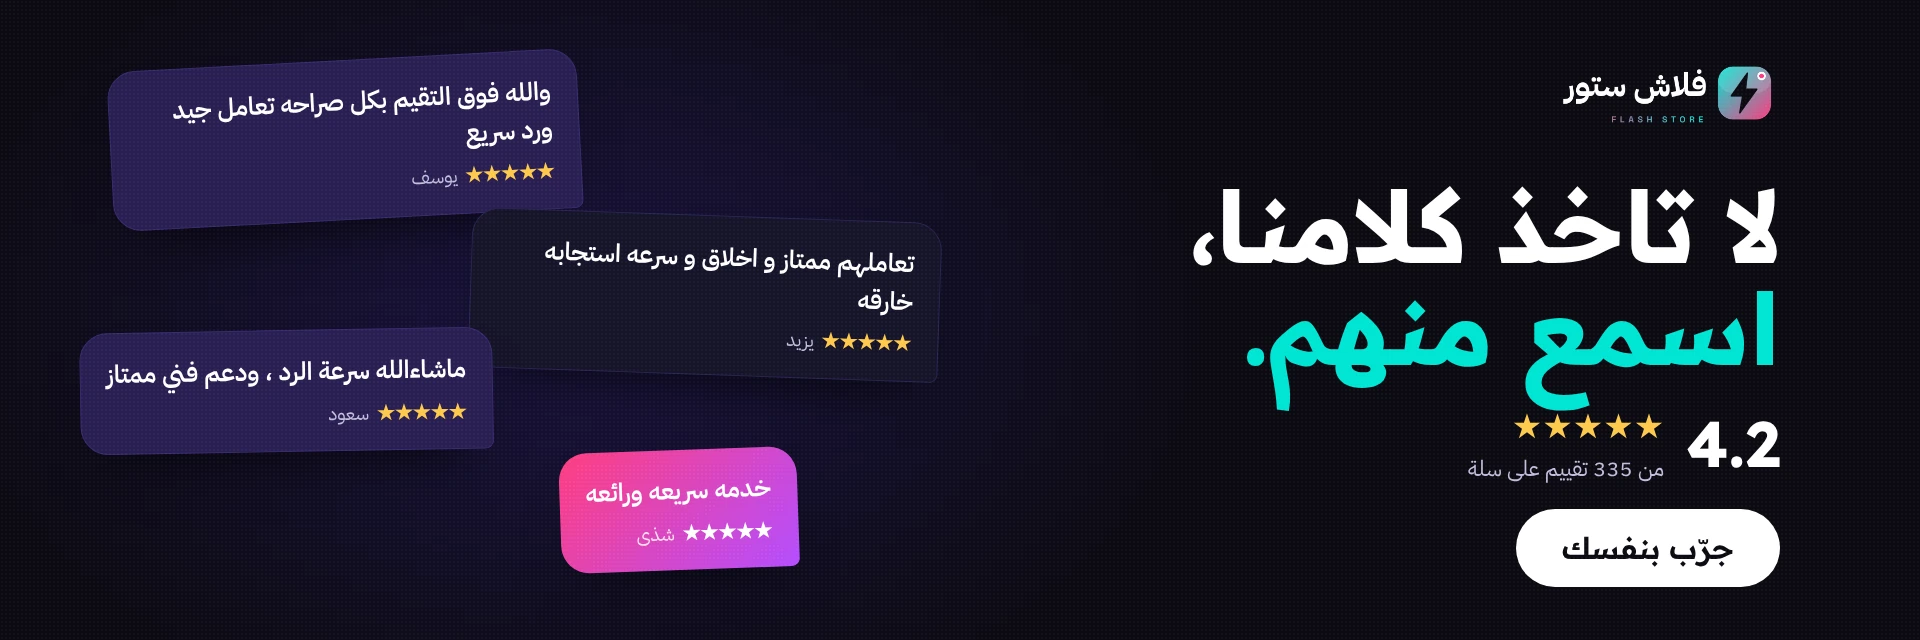 فلاش ستور
FLASH STORE
لا تاخذ كلامنا،
اسمع منهم.
4.2 ★★★★★
من 335 تقييم على سلة
جرّب بنفسك
والله فوق التقيم بكل صراحه تعامل جيد
ورد سريع
★★★★★ يوسف
تعاملهم ممتاز و اخلاق و سرعه استجابه
خارقه
★★★★★ يزيد
ماشاءالله سرعة الرد ، ودعم فني ممتاز
★★★★★ سعود
خدمه سريعه ورائعه
★★★★★ شذى